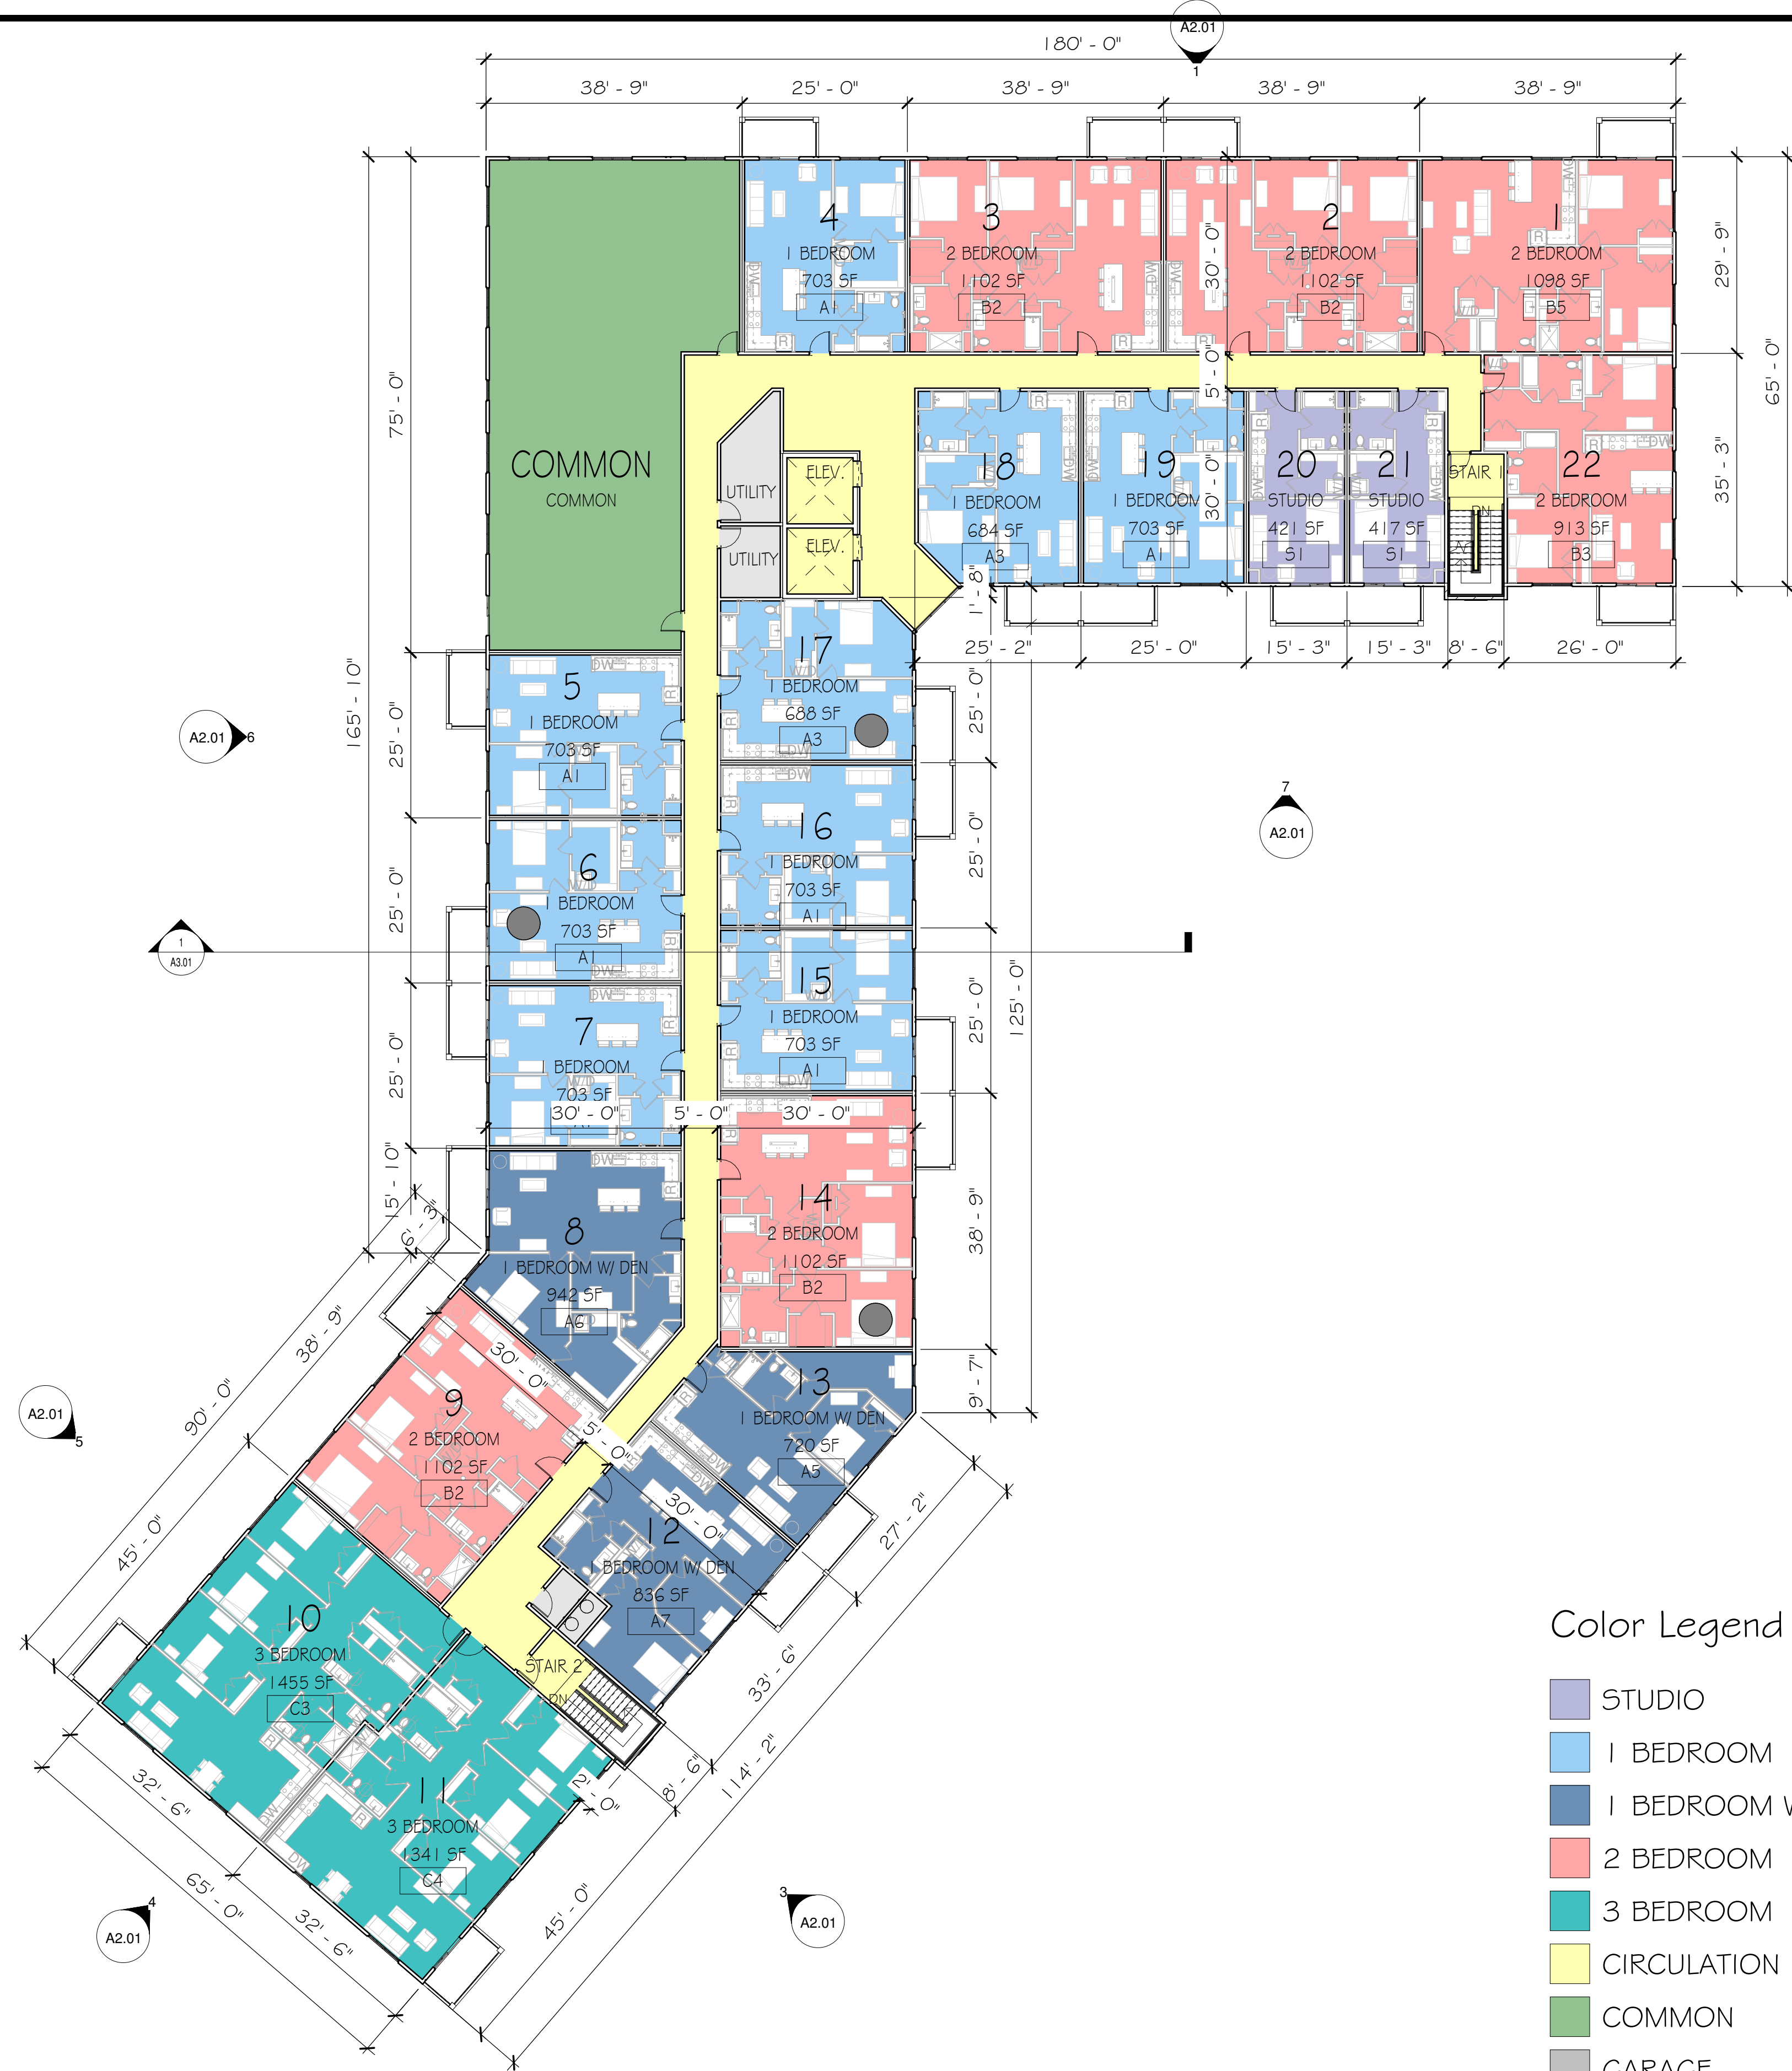 A2.01
1
180' - 0"
38' - 9"
25' - 0"
38' - 9"
38' - 9"
38' - 9"
4
1 BEDROOM
703 SF
A1
3
2 BEDROOM
1102 SF
B2
2
2 BEDROOM
1102 SF
B2
1
2 BEDROOM
1098 SF
B5
30' - 0"
5' - 0"
30' - 0"
29' - 9"
35' - 3"
65' - 0"
75' - 0"
165' - 10"
COMMON
COMMON
UTILITY
UTILITY
ELEV.
ELEV.
18
1 BEDROOM
684 SF
A3
19
1 BEDROOM
703 SF
A1
20
STUDIO
421 SF
S1
21
STUDIO
417 SF
S1
STAIR 1
DN
22
2 BEDROOM
913 SF
B3
1' - 8"
25' - 2"
25' - 0"
15' - 3"
15' - 3"
8' - 6"
26' - 0"
17
1 BEDROOM
688 SF
A3
5
1 BEDROOM
703 SF
A1
25' - 0"
25' - 0"
A2.01
6
7
A2.01
16
1 BEDROOM
703 SF
A1
6
1 BEDROOM
703 SF
A1
25' - 0"
25' - 0"
1
A3.01
15
1 BEDROOM
703 SF
A1
25' - 0"
125' - 0"
7
1 BEDROOM
703 SF
25' - 0"
30' - 0"
5' - 0"
30' - 0"
15' - 10"
6' - 3"
14
2 BEDROOM
1102 SF
B2
38' - 9"
8
1 BEDROOM W/ DEN
942 SF
A6
38' - 9"
90' - 0"
30' - 0"
5' - 0"
30' - 0"
9' - 7"
13
1 BEDROOM W/ DEN
720 SF
A5
A2.01
5
9
2 BEDROOM
1102 SF
B2
45' - 0"
27' - 2"
12
1 BEDROOM W/ DEN
836 SF
A7
33' - 6"
114' - 2"
10
3 BEDROOM
1455 SF
C3
STAIR 2
DN
11
3 BEDROOM
1341 SF
C4
2' - 0"
8' - 6"
32' - 6"
65' - 0"
32' - 6"
45' - 0"
4
A2.01
3
A2.01
Color Legend
STUDIO
1 BEDROOM
1 BEDROOM
2 BEDROOM
3 BEDROOM
CIRCULATION
COMMON
GARAGE